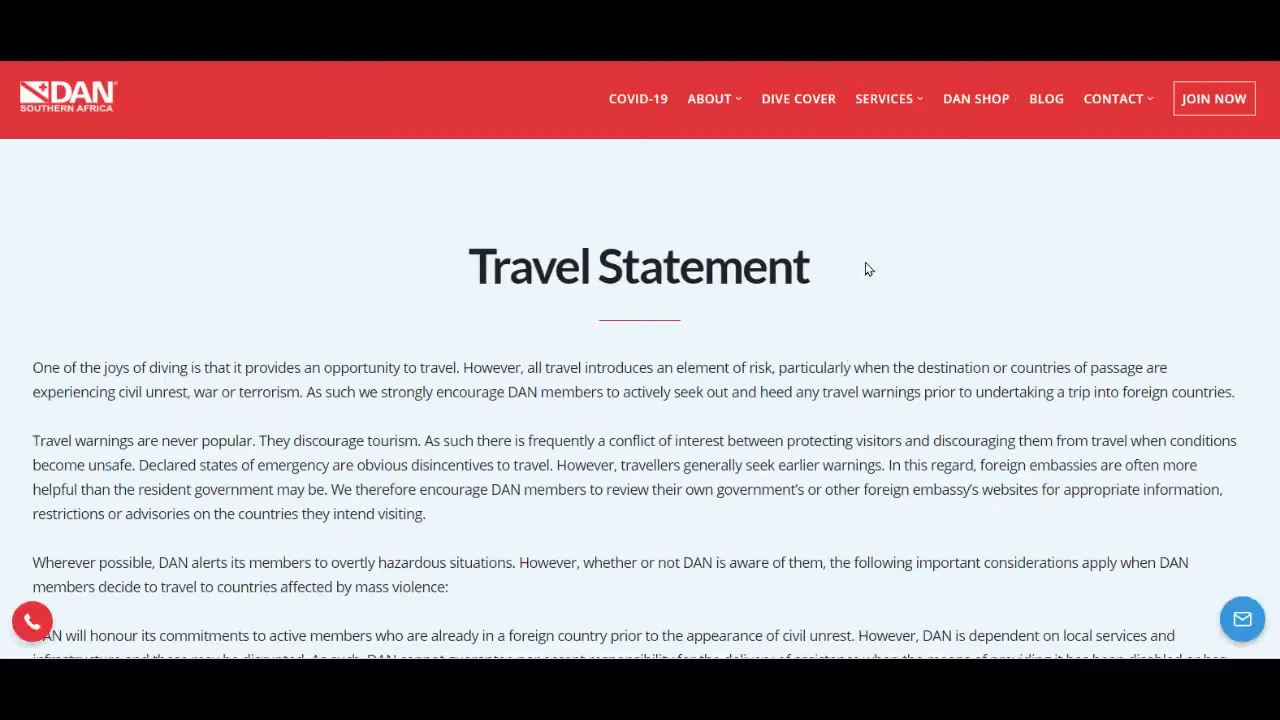 DAN
SOUTHERN AFRICA
COVID-19 ABOUT DIVE COVER SERVICES DAN SHOP BLOG CONTACT JOIN NOW
Travel Statement
One of the joys of diving is that it provides an opportunity to travel. However, all travel introduces an element of risk, particularly when the destination or countries of passage are
experiencing civil unrest, war or terrorism. As such we strongly encourage DAN members to actively seek out and heed any travel warnings prior to undertaking a trip into foreign countries.
Travel warnings are never popular. They discourage tourism. As such there is frequently a conflict of interest between protecting visitors and discouraging them from travel when conditions
become unsafe. Declared states of emergency are obvious disincentives to travel. However, travellers generally seek earlier warnings. In this regard, foreign embassies are often more
helpful than the resident government may be. We therefore encourage DAN members to review their own government's or other foreign embassy's websites for appropriate information,
restrictions or advisories on the countries they intend visiting.
Wherever possible, DAN alerts its members to overtly hazardous situations. However, whether or not DAN is aware of them, the following important considerations apply when DAN
members decide to travel to countries affected by mass violence:
AN will honour its commitments to active members who are already in a foreign country prior to the appearance of civil unrest. However, DAN is dependent on local services and